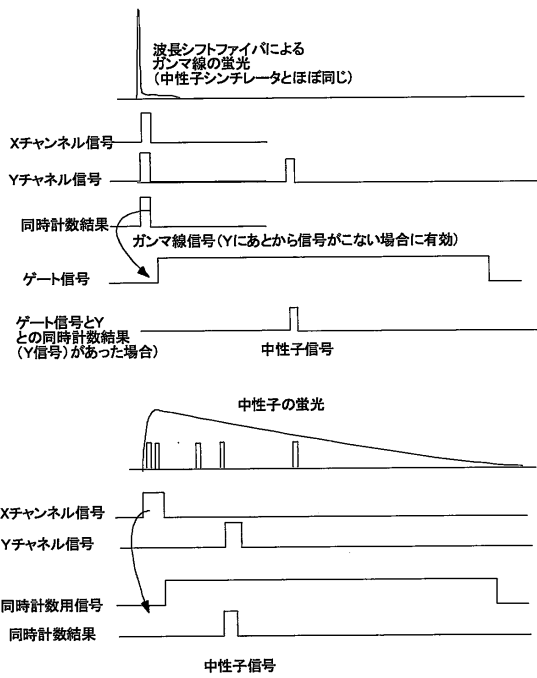 波長シフトファイバによる
ガンマ線の蛍光
(中性子シンチレータとほぼ同じ)
Xチャンネル信号
Yチャネル信号
同時計数結果
ガンマ線信号(Yにあとから信号がこない場合に有効)
ゲート信号
ゲート信号とY
との同時計数結果
(Y信号)があった場合)
中性子信号
中性子の蛍光
Xチャンネル信号
Yチャネル信号
同時計数用信号
同時計数結果
中性子信号